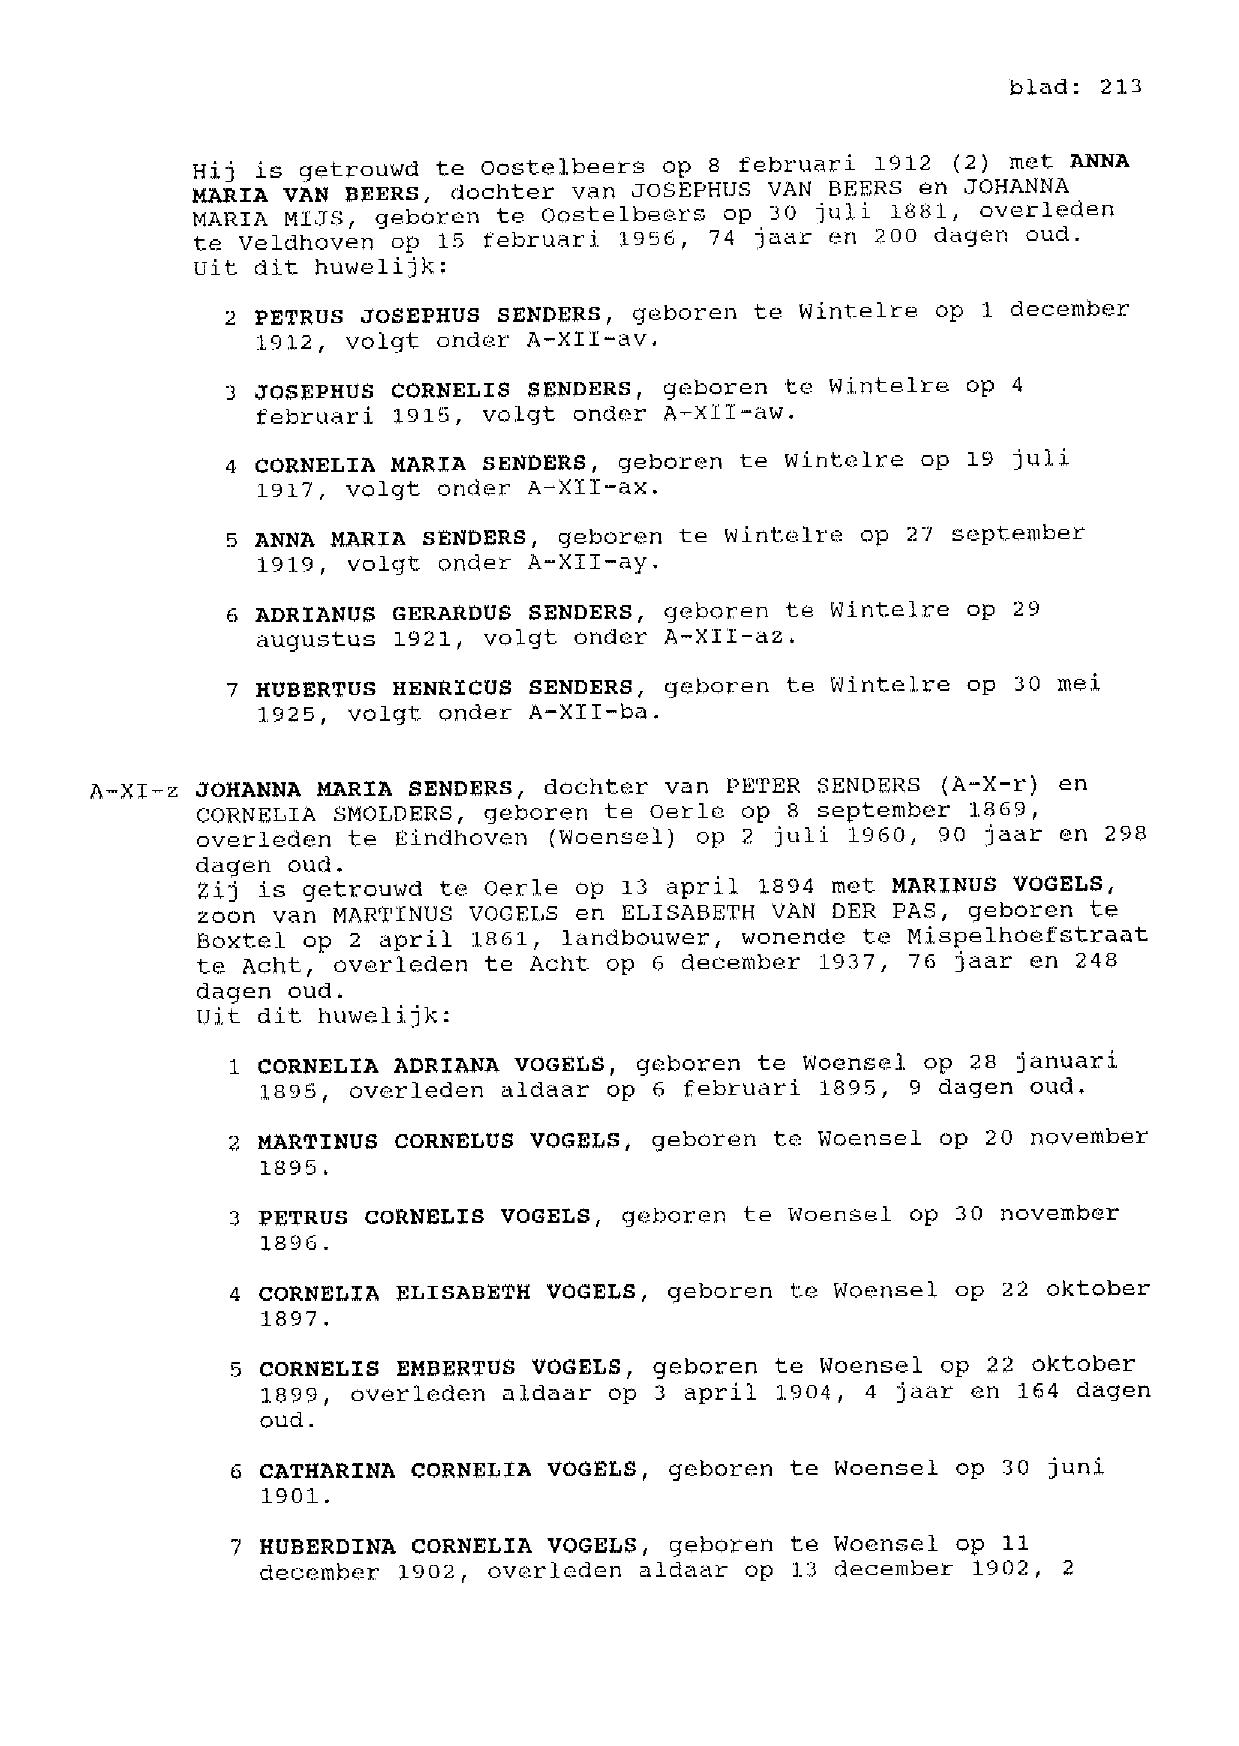 blad: 213
Hij is getrouwd te Oostelbeers op 8 februari 1912 (2) met ANNA
MARIA VAN BEERS, dochter van JOSEPHUS VAN BEERS en JOHANNA
MARIA MIJS, geboren te Oostelbeers op 30 juli 1881, overleden
te Veldhoven op 15 februari 1956, 74 jaar en 200 dagen oud.
Uit dit huwelijk:
2 PETRUS JOSEPHUS SENDERS, geboren te Wintelre op 1 december
1912, volgt onder A-XII-av.
3 JOSEPHUS CORNELIS SENDERS, geboren te Wintelre op 4
februari 1915, volgt onder A-XII-aw.
4 CORNELIA MARIA SENDERS, geboren te Wintelre op 19 juli
1917, volgt onder A-XII-ax.
5 ANNA MARIA SENDERS, geboren te Wintelre op 27 september
1919, volgt onder A-XII-ay.
6 ADRIANUS GERARDUS SENDERS, geboren te Wintelre op 29
augustus 1921, volgt onder A-XII-az.
7 HUBERTUS HENRICUS SENDERS, geboren te Wintelre op 30 mei
1925, volgt onder A-XII-ba.
A-XI-z JOHANNA MARIA SENDERS, dochter van PETER SENDERS (A-X-r) en
CORNELIA SMOLDERS, geboren te Oerle op 8 september 1869,
overleden te Eindhoven (Woensel) op 2 juli 1960, 90 jaar en 298
dagen oud.
Zij is getrouwd te Oerle op 13 april 1894 met MARINUS VOGELS,
zoon van MARTINUS VOGELS en ELISABETH VAN DER PAS, geboren te
Boxtel op 2 april 1861, landbouwer, wonende te Mispelhoefstraat
te Acht, overleden te Acht op 6 december 1937, 76 jaar en 248
dagen oud.
Uit dit huwelijk:
1 CORNELIA ADRIANA VOGELS, geboren te Woensel op 28 januari
1895, overleden aldaar op 6 februari 1895, 9 dagen oud.
2 MARTINUS CORNELUS VOGELS, geboren te Woensel op 20 november
1895.
3 PETRUS CORNELIS VOGELS, geboren te Woensel op 30 november
1896.
4 CORNELIA ELISABETH VOGELS, geboren te Woensel op 22 oktober
1897.
5 CORNELIS EMBERTUS VOGELS, geboren te Woensel op 22 oktober
1899, overleden aldaar op 3 april 1904, 4 jaar en 164 dagen
oud.
6 CATHARINA CORNELIA VOGELS, geboren te Woensel op 30 juni
1901.
7 HUBERDINA CORNELIA VOGELS, geboren te Woensel op 11
december 1902, overleden aldaar op 13 december 1902, 2